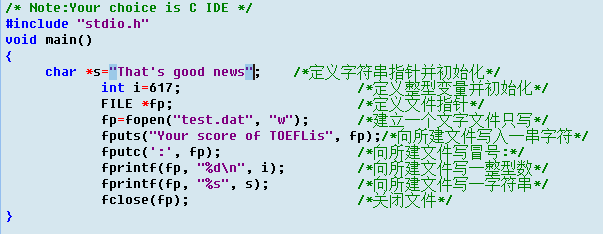 /* Note:Your choice is C IDE */
#include "stdio.h"
void main()
{
char *s="That's good news"; /*定义字符串指针并初始化*/
int i=617; /*定义整型变量并初始化*/
FILE *fp; /*定义文件指针*/
fp=fopen("test.dat", "w"); /*建立一个文字文件只写*/
fputs("Your score of TOEFLis", fp);/*向所建文件写入一串字符*/
fputc(':', fp); /*向所建文件写冒号:*/
fprintf(fp, "%d\n", i); /*向所建文件写一整型数*/
fprintf(fp, "%s", s); /*向所建文件写一字符串*/
fclose(fp); /*关闭文件*/
}